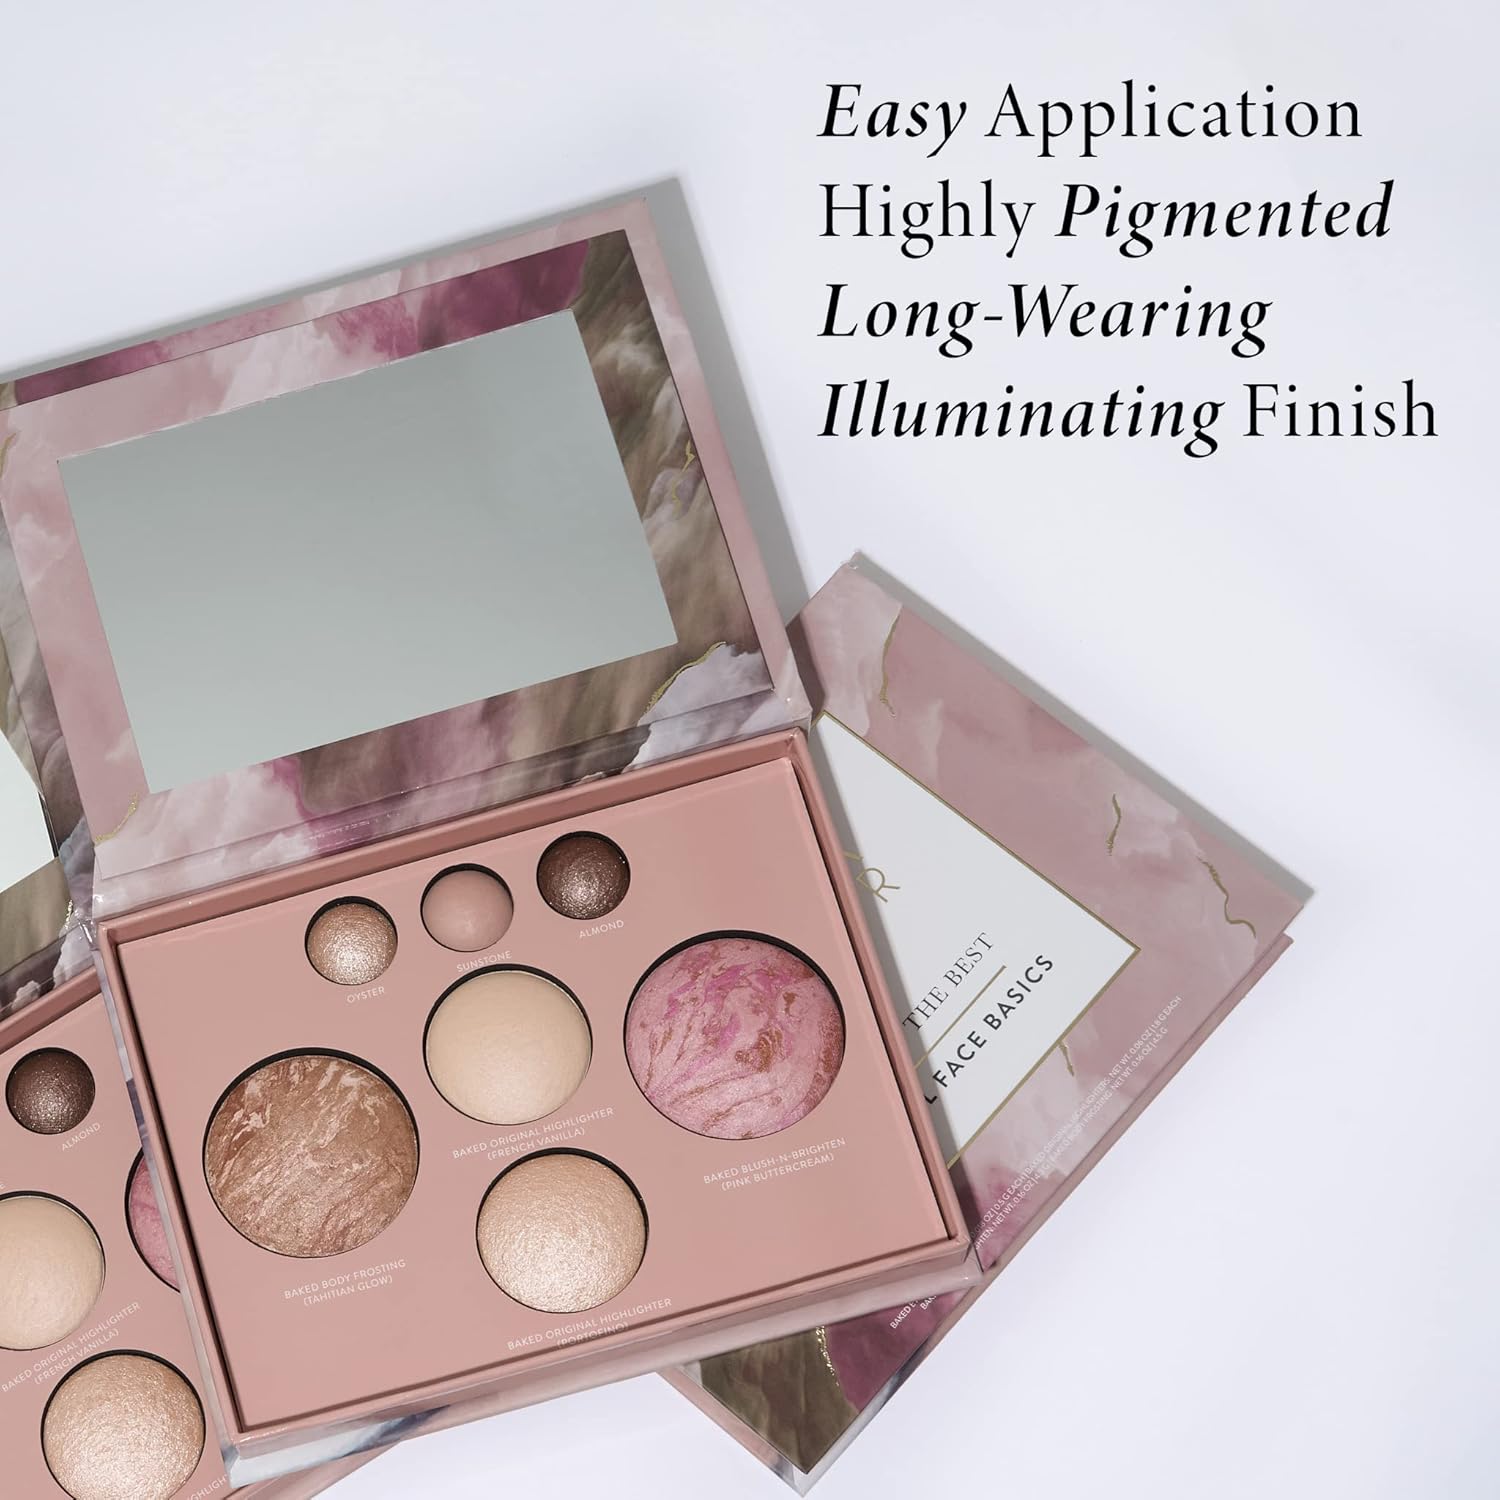 Easy Application
Highly Pigmented
Long-Wearing
Illuminating Finish
OYSTER
SUNSTONE
ALMOND
BAKED ORIGINAL HIGHLIGHTER
(FRENCH VANILLA)
BAKED BLUSH-N-BRIGHTEN
(PINK BUTTERCREAM)
BAKED BODY FROSTING
(TAHITIAN GLOW)
BAKED ORIGINAL HIGHLIGHTER
(PORTOFINO)
R
THE BEST
FACE BASICS
ALMOND
BAKED ORIGINAL HIGHLIGHTER
(FRENCH VANILLA)